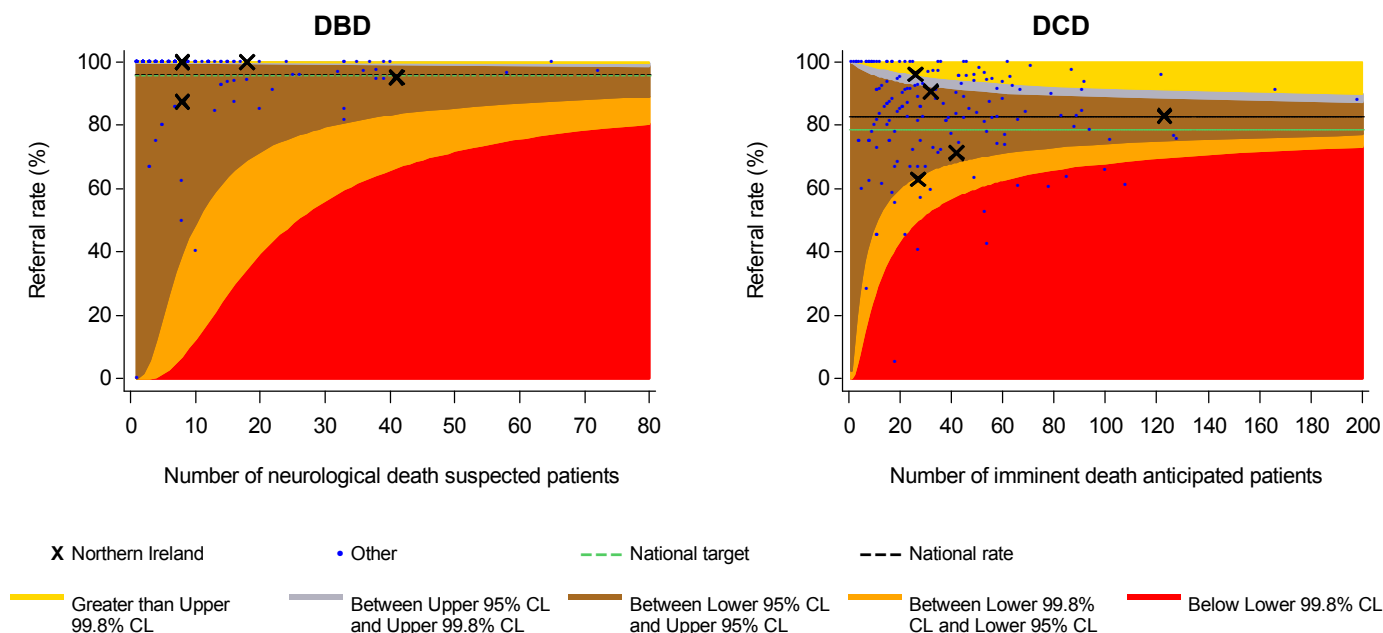 DBD
DCD
100
80
60
40
20
0
Referral rate (%)
0 10 20 30 40 50 60 70 80
Number of neurological death suspected patients
100
80
60
40
20
0
Referral rate (%)
0 20 40 60 80 100 120 140 160 180 200
Number of imminent death anticipated patients
X Northern Ireland
Other
National target
National rate
Greater than Upper
99.8% CL
Between Upper 95% CL
and Upper 99.8% CL
Between Lower 95% CL
and Upper 95% CL
Between Lower 99.8%
CL and Lower 95% CL
Below Lower 99.8% CL